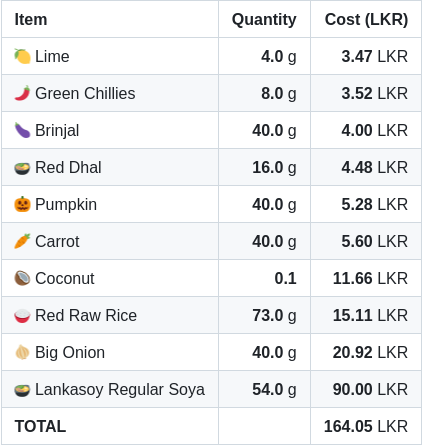 Item Quantity Cost (LKR)
Lime 4.0 g 3.47 LKR
Green Chillies 8.0 g 3.52 LKR
Brinjal 40.0 g 4.00 LKR
Red Dhal 16.0 g 4.48 LKR
Pumpkin 40.0 g 5.28 LKR
Carrot 40.0 g 5.60 LKR
Coconut 0.1 11.66 LKR
Red Raw Rice 73.0 g 15.11 LKR
Big Onion 40.0 g 20.92 LKR
Lankasoy Regular Soya 54.0 g 90.00 LKR
TOTAL 164.05 LKR